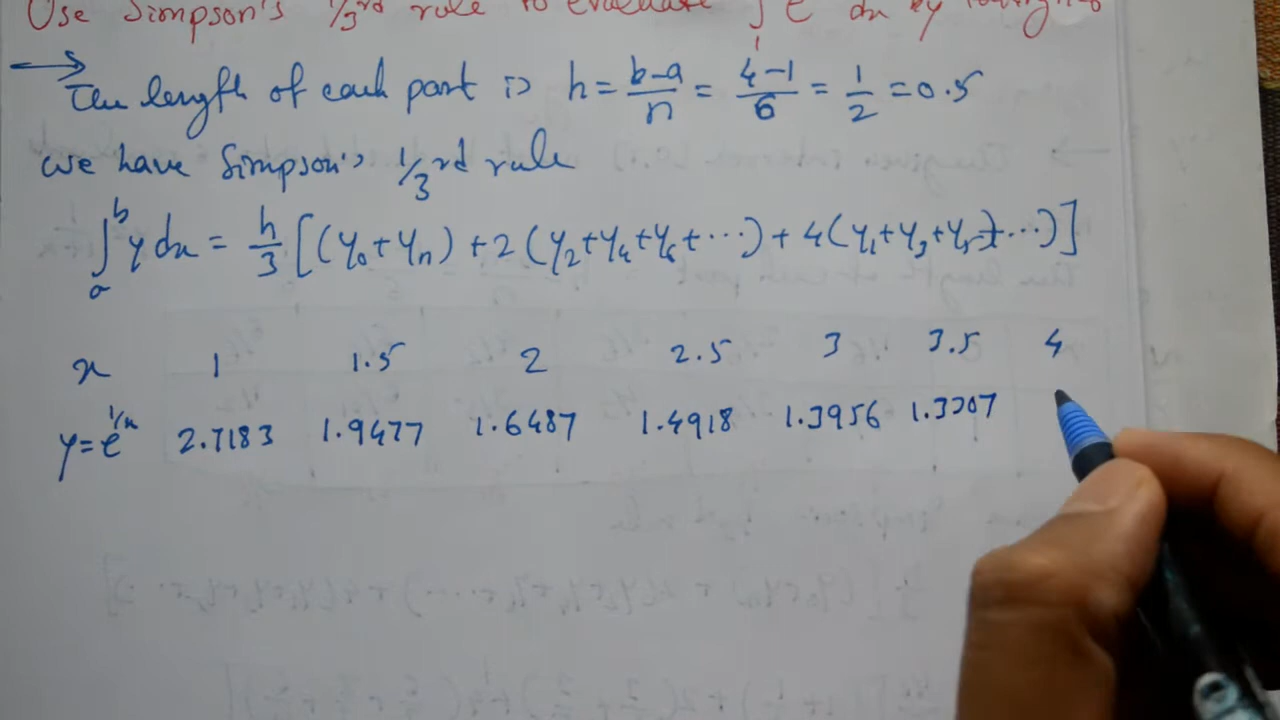 Use Simpson's 1/3rd rule to evaluate ∫ e dx by
1
→ The length of each part is h = (b-a)/n = (4-1)/6 = 1/2 = 0.5
we have Simpson's 1/3rd rule
∫ₐᵇ y dx = h/3 [(y₀+yₙ) + 2(y₂+y₄+y₆+⋯) + 4(y₁+y₃+y₅+⋯)]
x 1 1.5 2 2.5 3 3.5 4
y=e^(1/x) 2.7183 1.9477 1.6487 1.4918 1.3956 1.3307